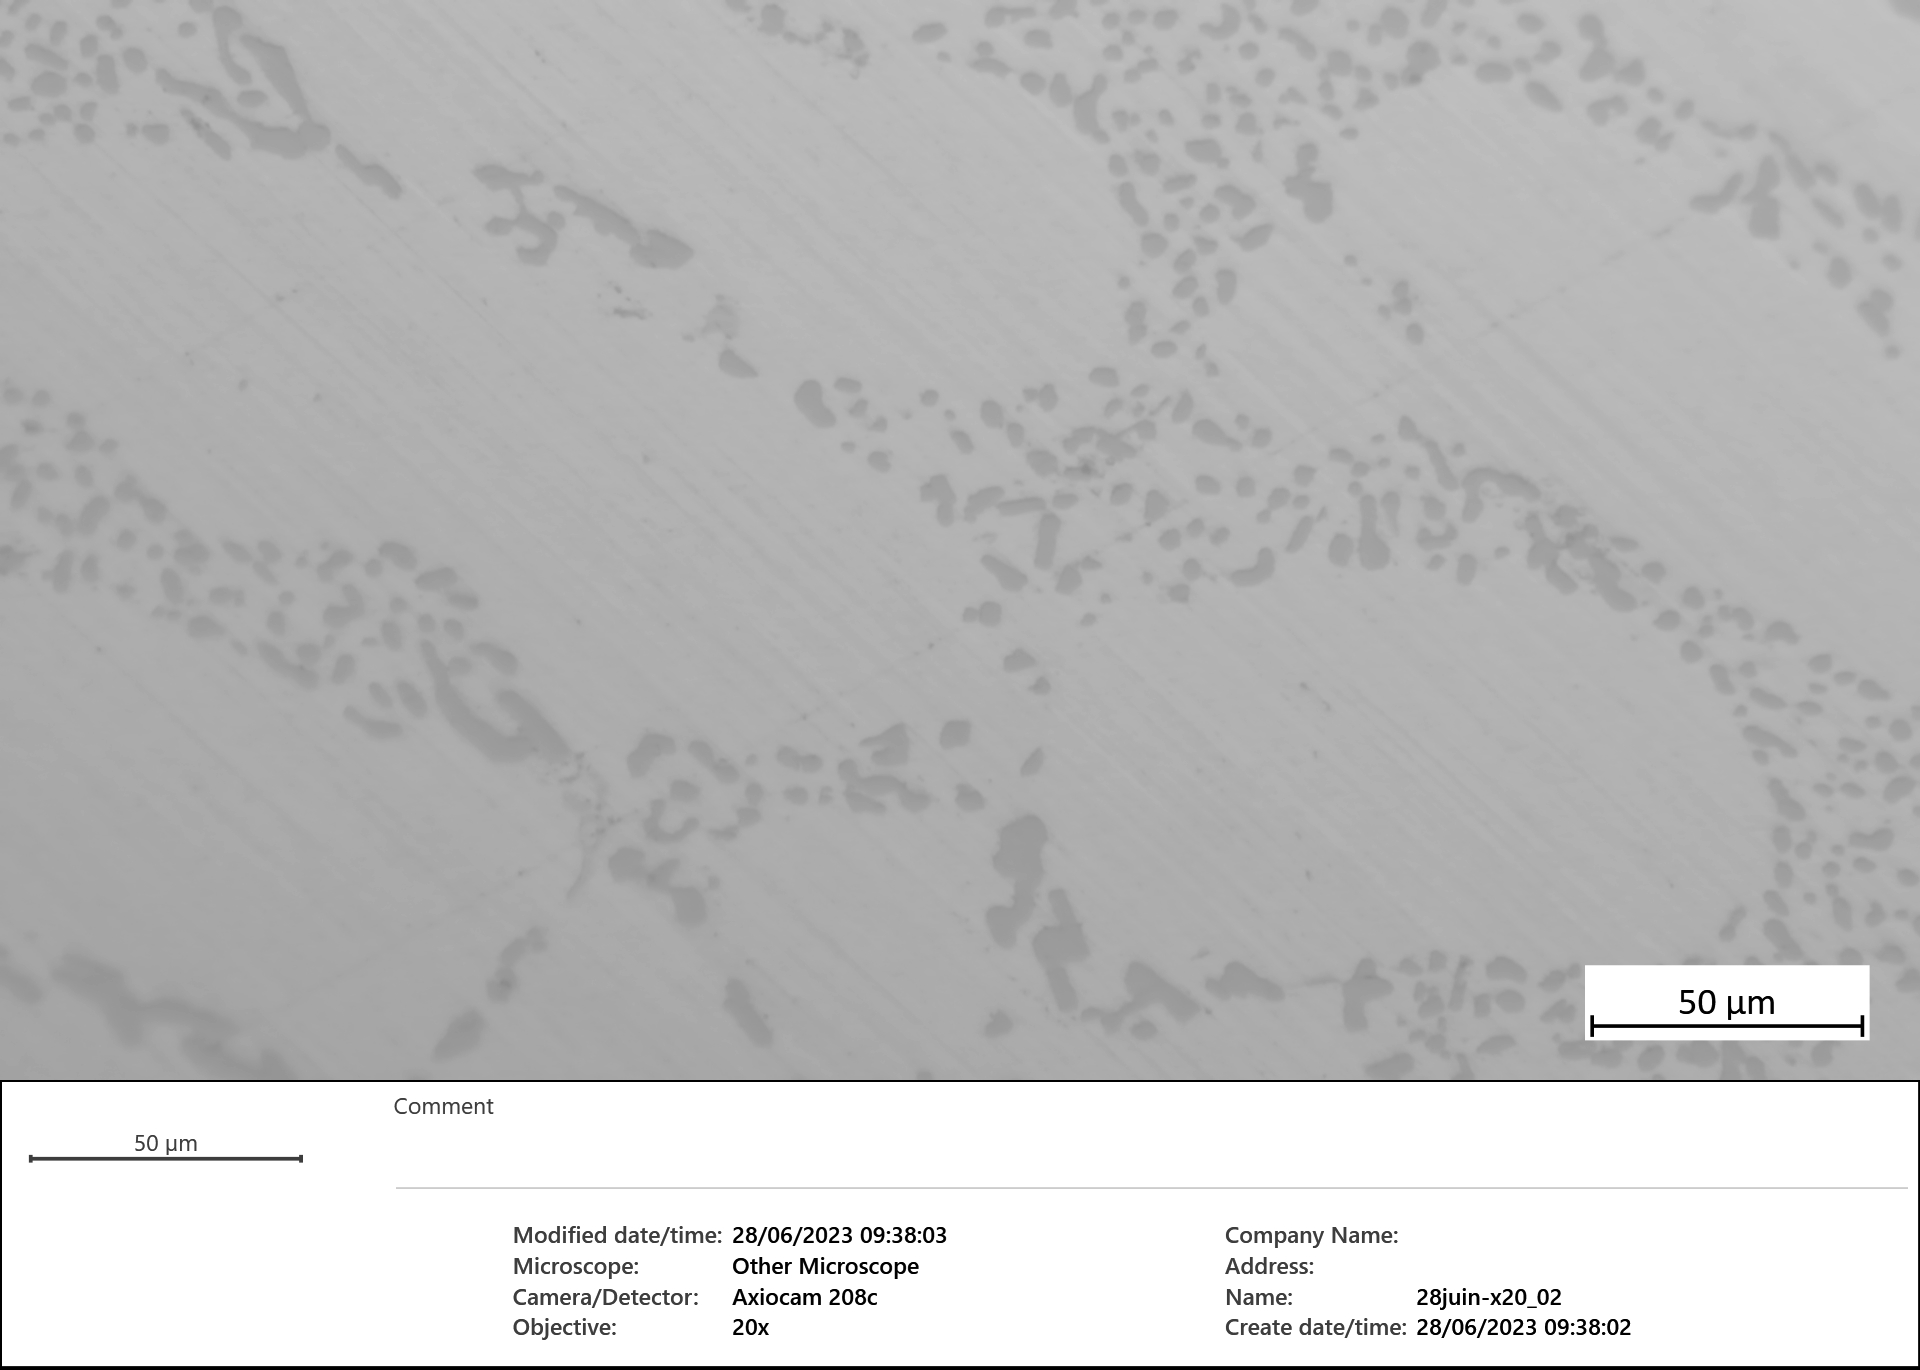 50 µm
Comment
50 µm
Modified date/time: 28/06/2023 09:38:03
Microscope: Other Microscope
Camera/Detector: Axiocam 208c
Objective: 20x
Company Name:
Address:
Name: 28juin-x20_02
Create date/time: 28/06/2023 09:38:02